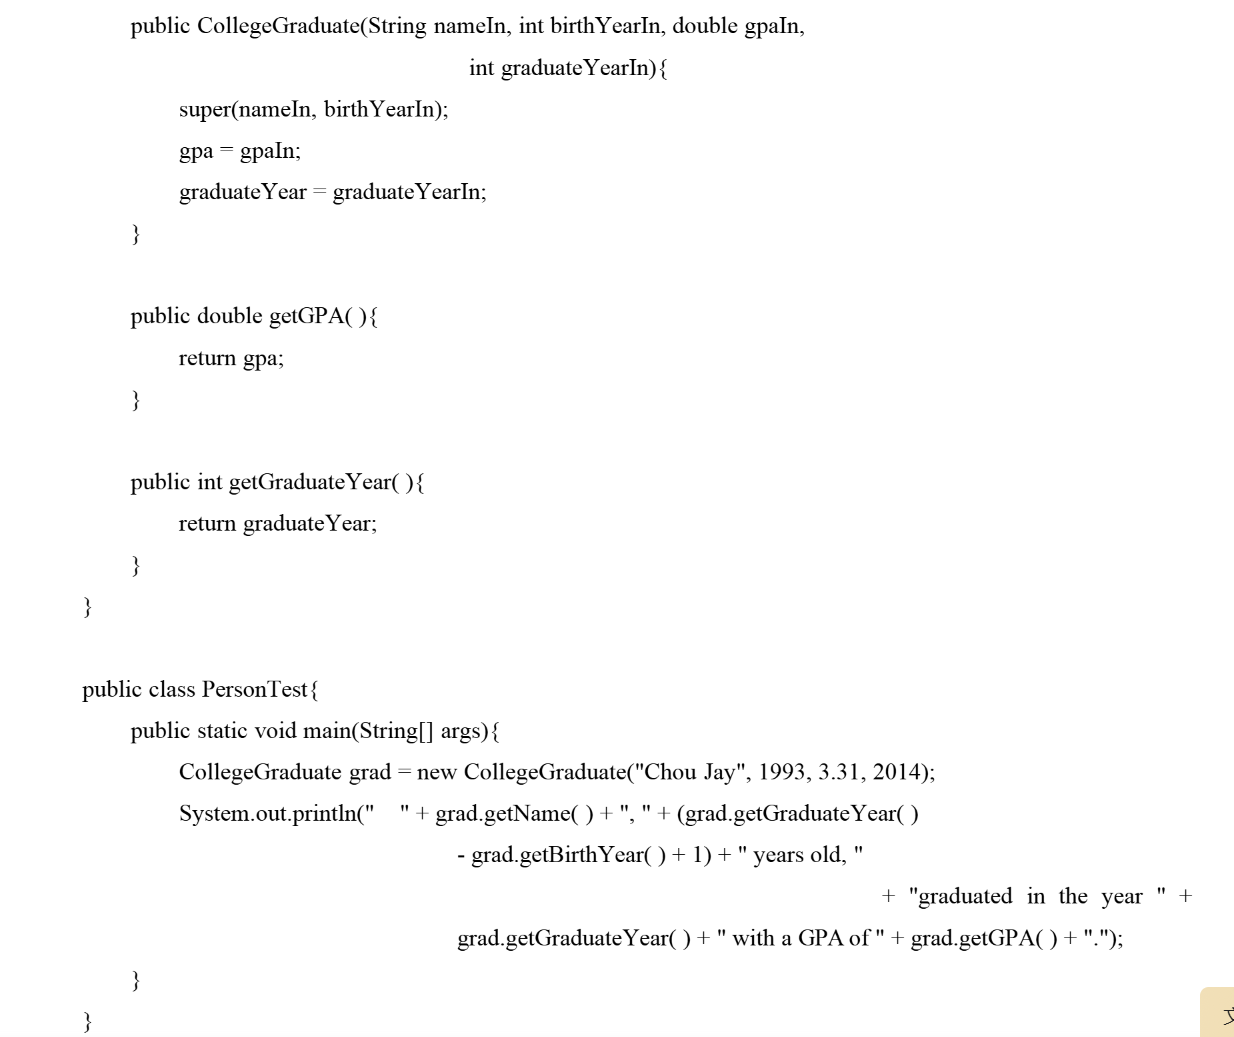 public CollegeGraduate(String nameIn, int birthYearIn, double gpaIn,
int graduateYearIn){
super(nameIn, birthYearIn);
gpa = gpaIn;
graduateYear = graduateYearIn;
}
public double getGPA( ){
return gpa;
}
public int getGraduateYear( ){
return graduateYear;
}
}
public class PersonTest{
public static void main(String[] args){
CollegeGraduate grad = new CollegeGraduate("Chou Jay", 1993, 3.31, 2014);
System.out.println("    " + grad.getName( ) + ", " + (grad.getGraduateYear( )
- grad.getBirthYear( ) + 1) + " years old, "
+ "graduated in the year " +
grad.getGraduateYear( ) + " with a GPA of " + grad.getGPA( ) + ".");
}
}